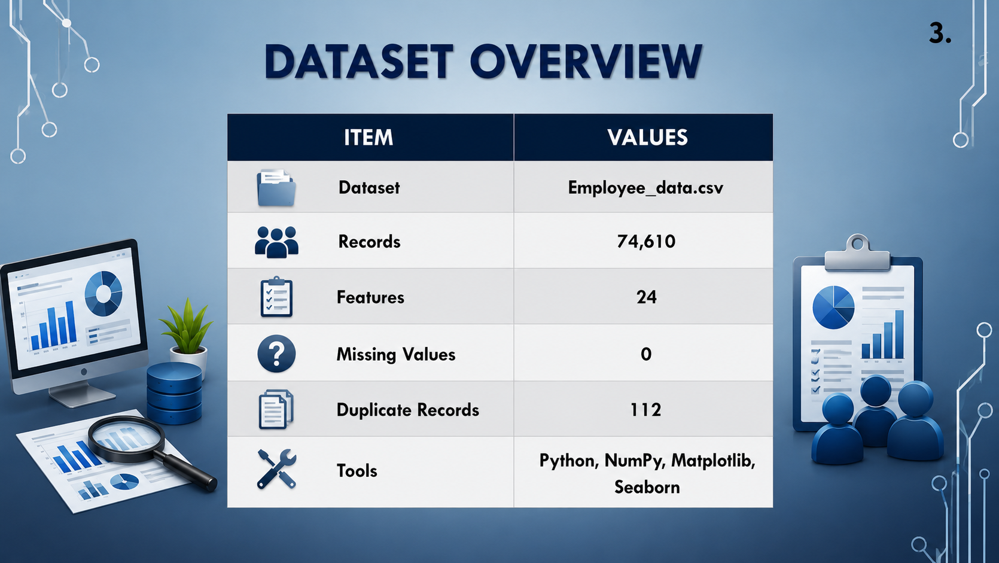 3.
DATASET OVERVIEW
ITEM VALUES
Dataset Employee_data.csv
Records 74,610
Features 24
Missing Values 0
Duplicate Records 112
Tools Python, NumPy, Matplotlib,
Seaborn